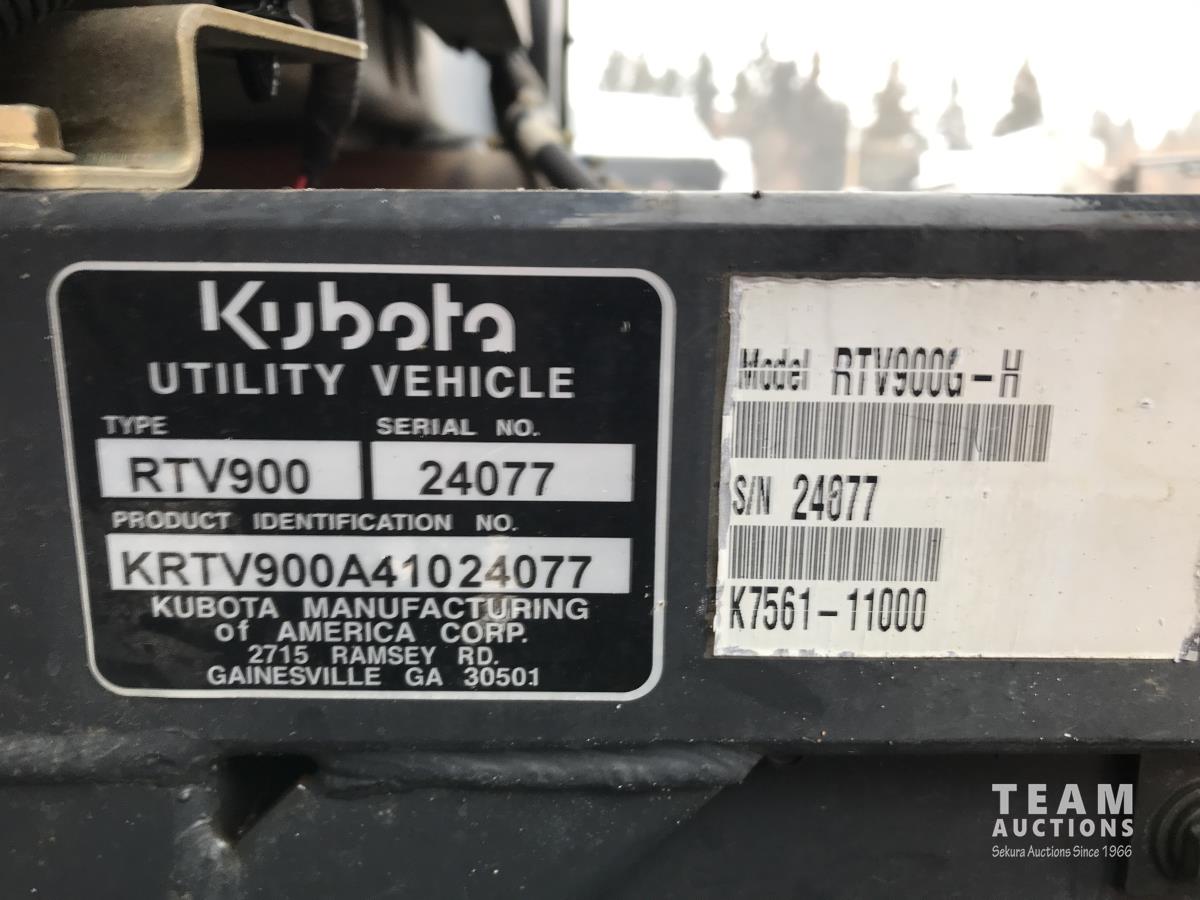 Kubota
UTILITY VEHICLE
TYPE SERIAL NO.
RTV900 24077
PRODUCT IDENTIFICATION NO.
KRTV900A41024077
KUBOTA MANUFACTURING
of AMERICA CORP.
2715 RAMSEY RD.
GAINESVILLE GA 30501
Model RTV900G-H
S/N 24077
K7561-11000
TEAM
AUCTIONS
Sekura Auctions Since 1966